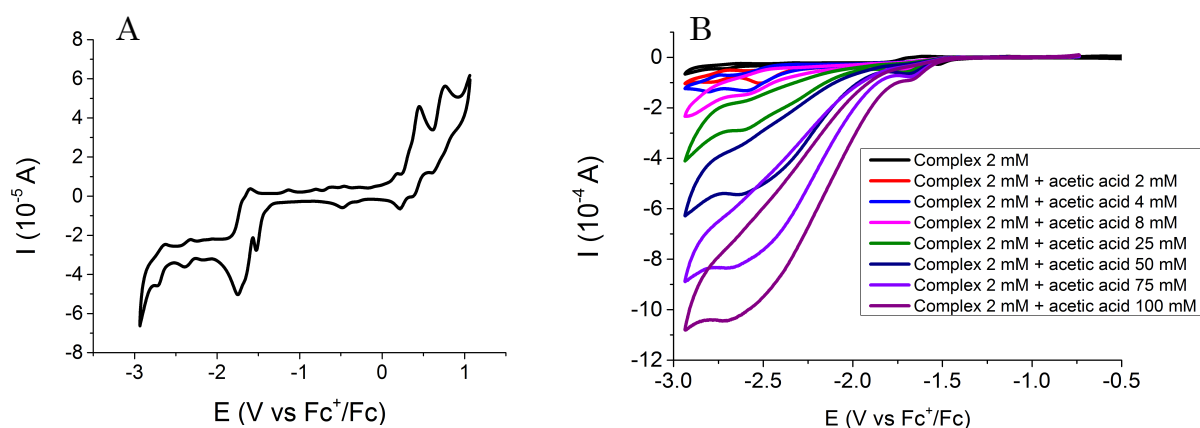 A
8
6
4
2
0
-2
-4
-6
-8
I (10⁻⁵ A)
-3
-2
-1
0
1
E (V vs Fc⁺/Fc)
B
0
-2
-4
-6
-8
-10
-12
I (10⁻⁴ A)
Complex 2 mM
Complex 2 mM + acetic acid 2 mM
Complex 2 mM + acetic acid 4 mM
Complex 2 mM + acetic acid 8 mM
Complex 2 mM + acetic acid 25 mM
Complex 2 mM + acetic acid 50 mM
Complex 2 mM + acetic acid 75 mM
Complex 2 mM + acetic acid 100 mM
-3.0
-2.5
-2.0
-1.5
-1.0
-0.5
E (V vs Fc⁺/Fc)